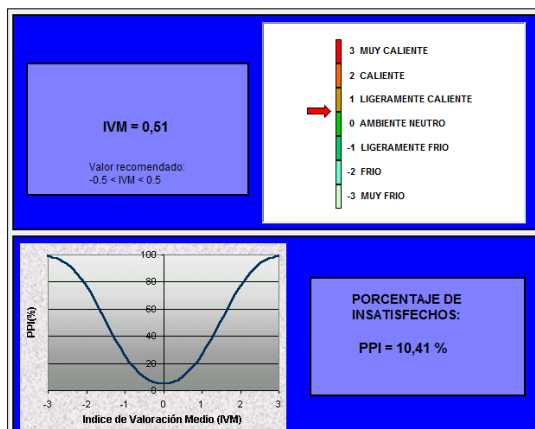 IVM = 0,51
Valor recomendado:
-0.5 < IVM < 0.5
3 MUY CALIENTE
2 CALIENTE
1 LIGERAMENTE CALIENTE
0 AMBIENTE NEUTRO
-1 LIGERAMENTE FRIO
-2 FRIO
-3 MUY FRIO
PPI(%)
100
80
60
40
20
0
-3 -2 -1 0 1 2 3
Indice de Valoración Medio (IVM)
PORCENTAJE DE
INSATISFECHOS:
PPI = 10,41 %